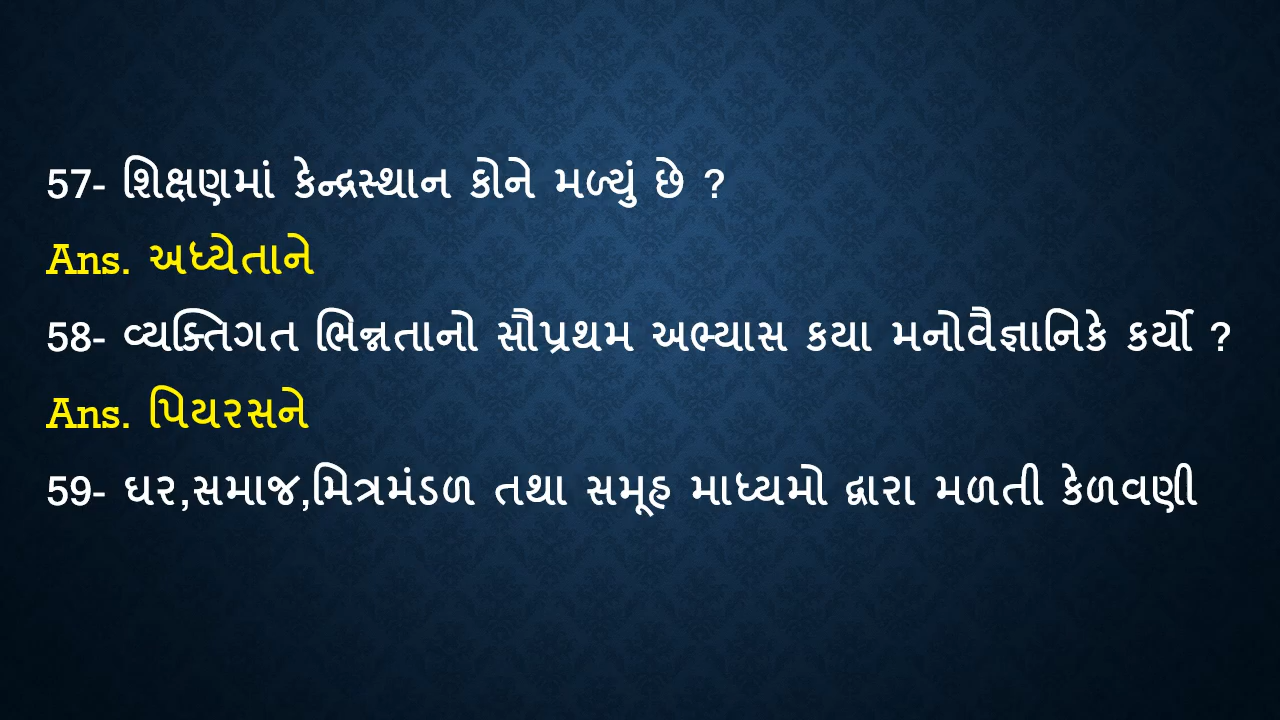 57- શિક્ષણમાં કેન્દ્રસ્થાન કોને મળ્યું છે ?
Ans. અધ્યેતાને
58- વ્યક્તિગત ભિન્નતાનો સૌપ્રથમ અભ્યાસ કયા મનોવૈજ્ઞાનિકે કર્યો ?
Ans. પિયરસને
59- ઘર,સમાજ,મિત્રમંડળ તથા સમૂહ માધ્યમો દ્વારા મળતી કેળવણી